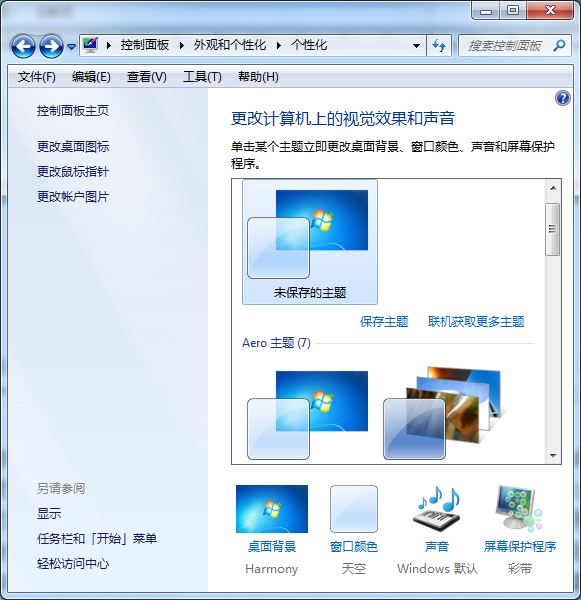 控制面板
外观和个性化
个性化
搜索控制面板
文件(F)
编辑(E)
查看(V)
工具(T)
帮助(H)
控制面板主页
更改桌面图标
更改鼠标指针
更改帐户图片
更改计算机上的视觉效果和声音
单击某个主题立即更改桌面背景、窗口颜色、声音和屏幕保护
程序。
未保存的主题
保存主题
联机获取更多主题
Aero 主题 (7)
另请参阅
显示
任务栏和「开始」菜单
轻松访问中心
桌面背景
Harmony
窗口颜色
天空
声音
Windows 默认
屏幕保护程序
彩带